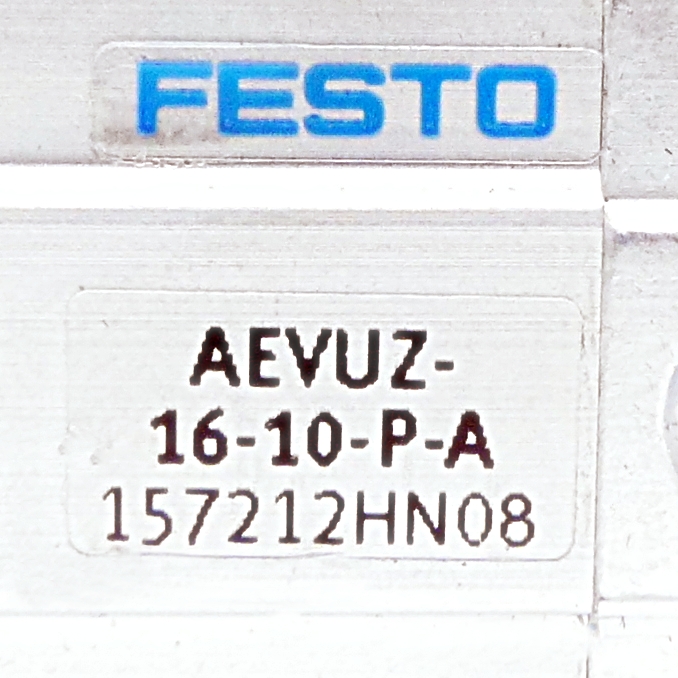 FESTO
AEVUZ-
16-10-P-A
157212HN08